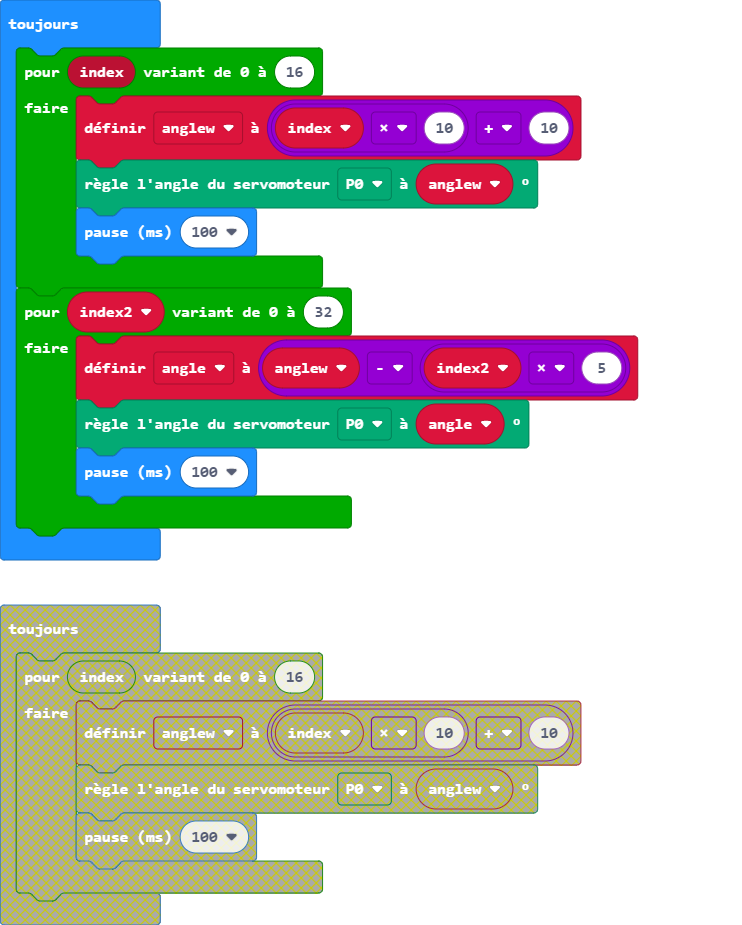 toujours
pour index variant de 0 à 16
faire
définir anglew à index × 10 + 10
règle l'angle du servomoteur P0 à anglew °
pause (ms) 100
pour index2 variant de 0 à 32
faire
définir angle à anglew - index2 × 5
règle l'angle du servomoteur P0 à angle °
pause (ms) 100
toujours
pour index variant de 0 à 16
faire
définir anglew à index × 10 + 10
règle l'angle du servomoteur P0 à anglew °
pause (ms) 100